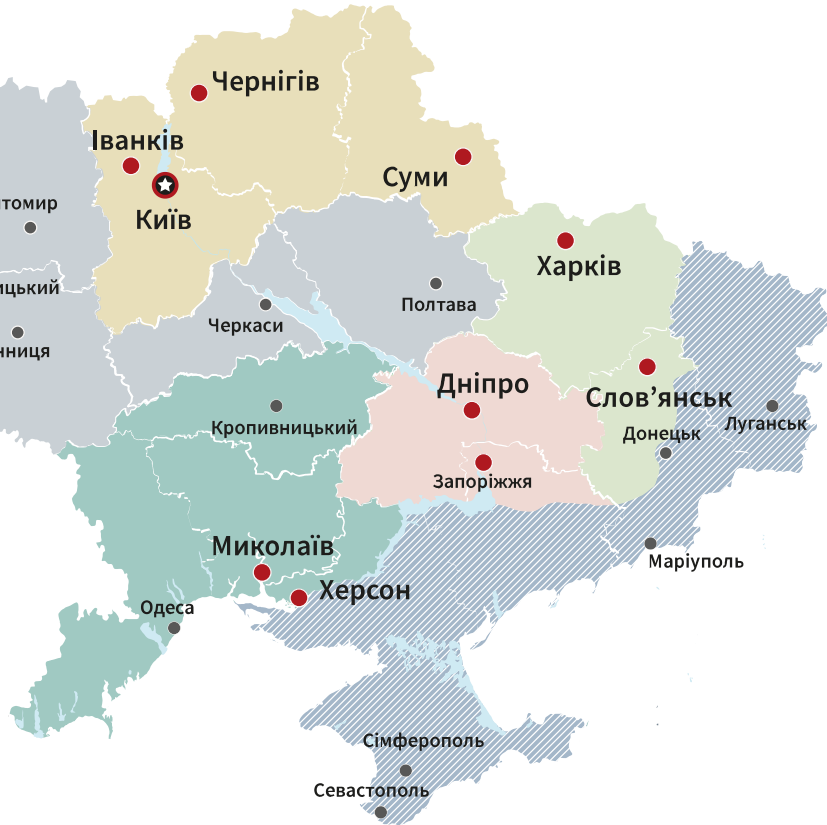 Чернігів
Іванків
Суми
томир
Київ
Харків
ицький
Полтава
Черкаси
нниця
Дніпро
Слов’янськ
Кропивницький
Луганськ
Донецьк
Запоріжжя
Миколаїв
Маріуполь
Херсон
Одеса
Сімферополь
Севастополь